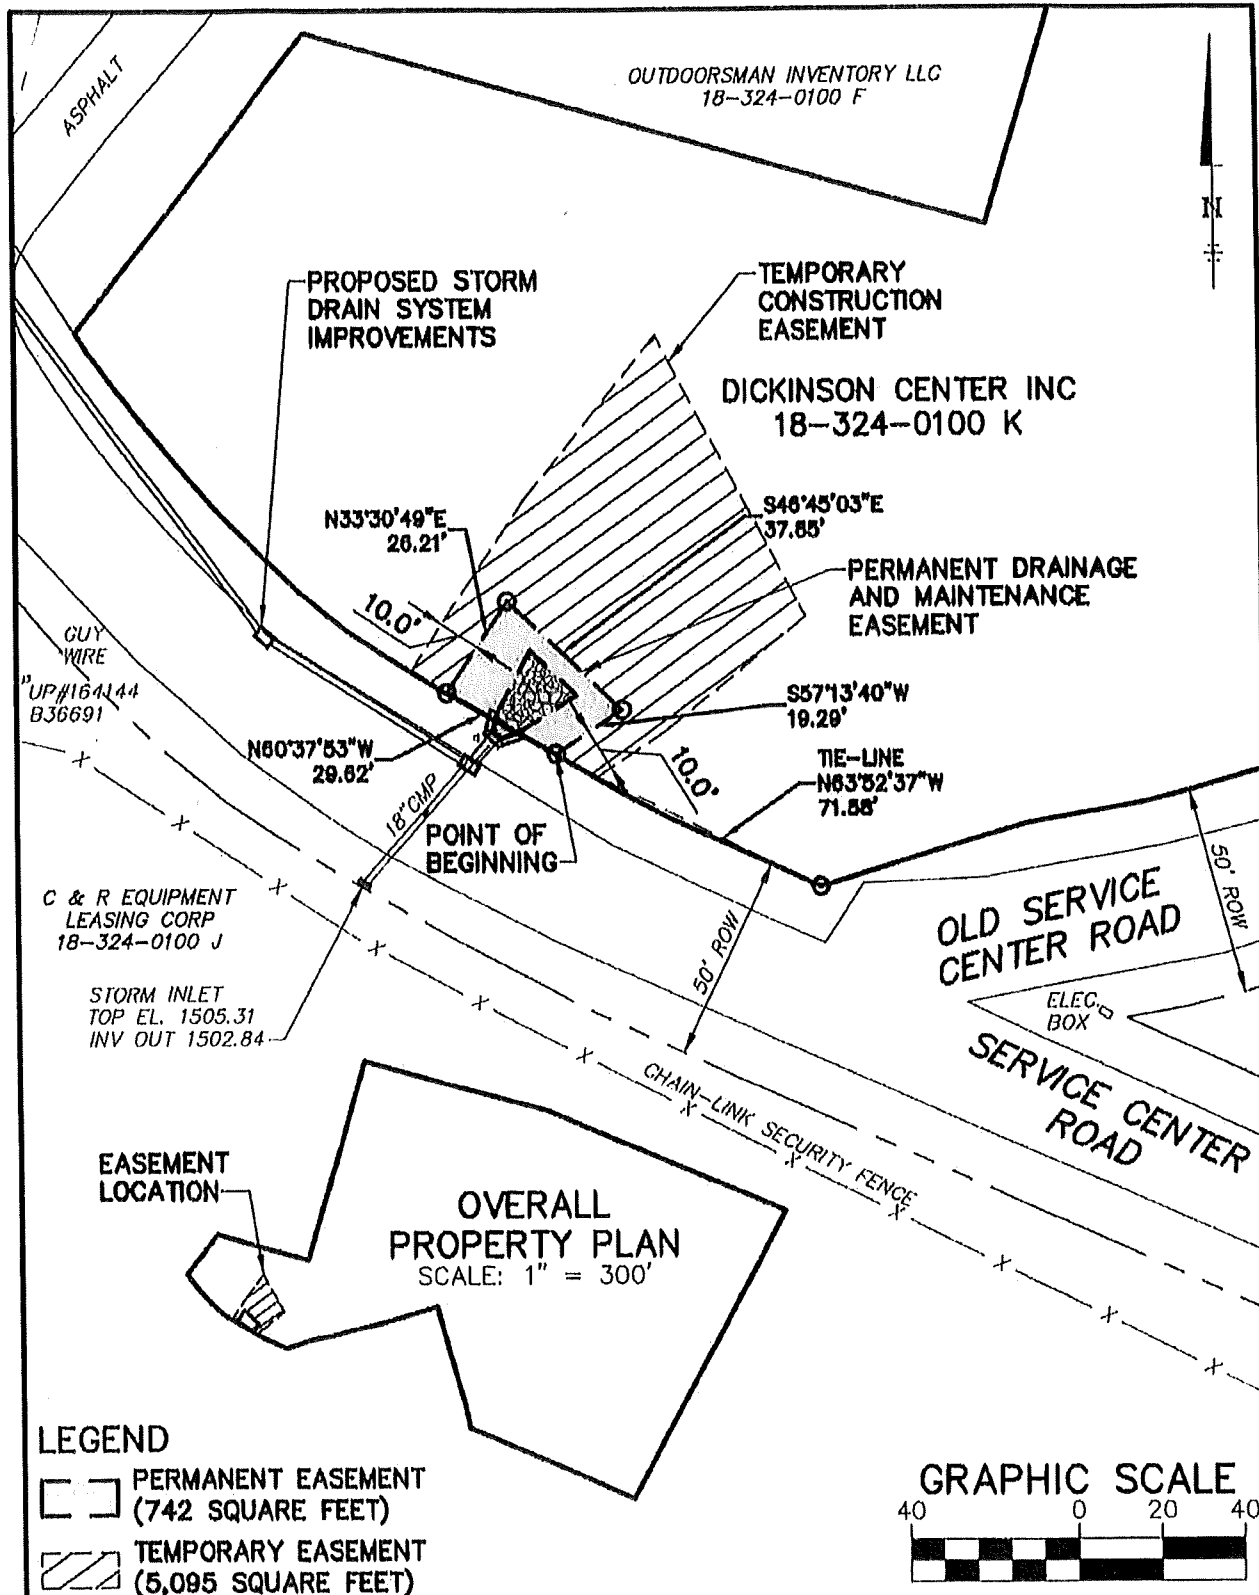 ASPHALT
OUTDOORSMAN INVENTORY LLC
18-324-0100 F
N
PROPOSED STORM
DRAIN SYSTEM
IMPROVEMENTS
TEMPORARY
CONSTRUCTION
EASEMENT
DICKINSON CENTER INC
18-324-0100 K
N33°30'49"E
26.21'
S46°45'03"E
37.65'
10.0'
PERMANENT DRAINAGE
AND MAINTENANCE
EASEMENT
GUY
WIRE
UP#164144
B36691
S57°13'40"W
19.29'
N60°37'53"W
29.62'
10.0'
TIE-LINE
N63°52'37"W
71.58'
18"CMP
POINT OF
BEGINNING
C & R EQUIPMENT
LEASING CORP
18-324-0100 J
50' ROW
OLD SERVICE
CENTER ROAD
50' ROW
STORM INLET
TOP EL. 1505.31
INV OUT 1502.84
ELEC.
BOX
SERVICE CENTER
ROAD
CHAIN-LINK SECURITY FENCE
EASEMENT
LOCATION
OVERALL
PROPERTY PLAN
SCALE: 1" = 300'
LEGEND
PERMANENT EASEMENT
(742 SQUARE FEET)
TEMPORARY EASEMENT
(5,095 SQUARE FEET)
GRAPHIC SCALE
40 0 20 40